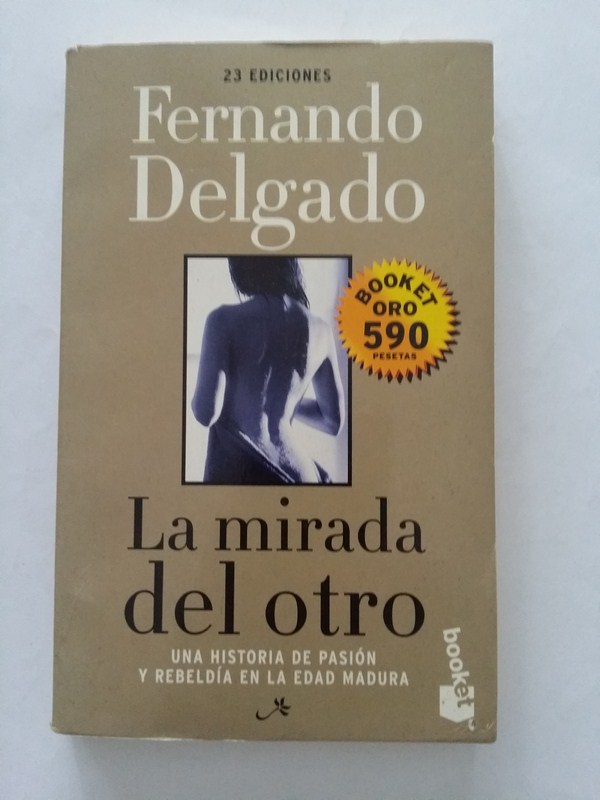 23 EDICIONES
Fernando
Delgado
BOOKET
ORO
590
PESETAS
La mirada
del otro
UNA HISTORIA DE PASIÓN
Y REBELDÍA EN LA EDAD MADURA
booket